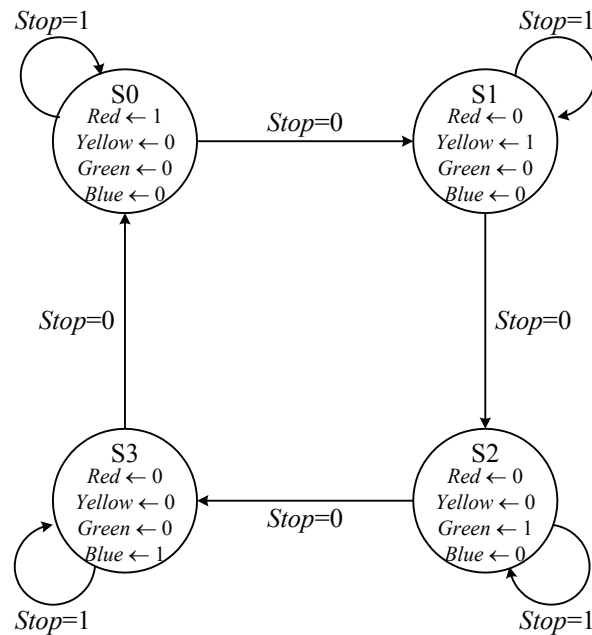 Stop=1
S0
Red ← 1
Yellow ← 0
Green ← 0
Blue ← 0
Stop=0
Stop=1
S1
Red ← 0
Yellow ← 1
Green ← 0
Blue ← 0
Stop=0
Stop=0
S3
Red ← 0
Yellow ← 0
Green ← 0
Blue ← 1
Stop=1
Stop=0
S2
Red ← 0
Yellow ← 0
Green ← 1
Blue ← 0
Stop=1